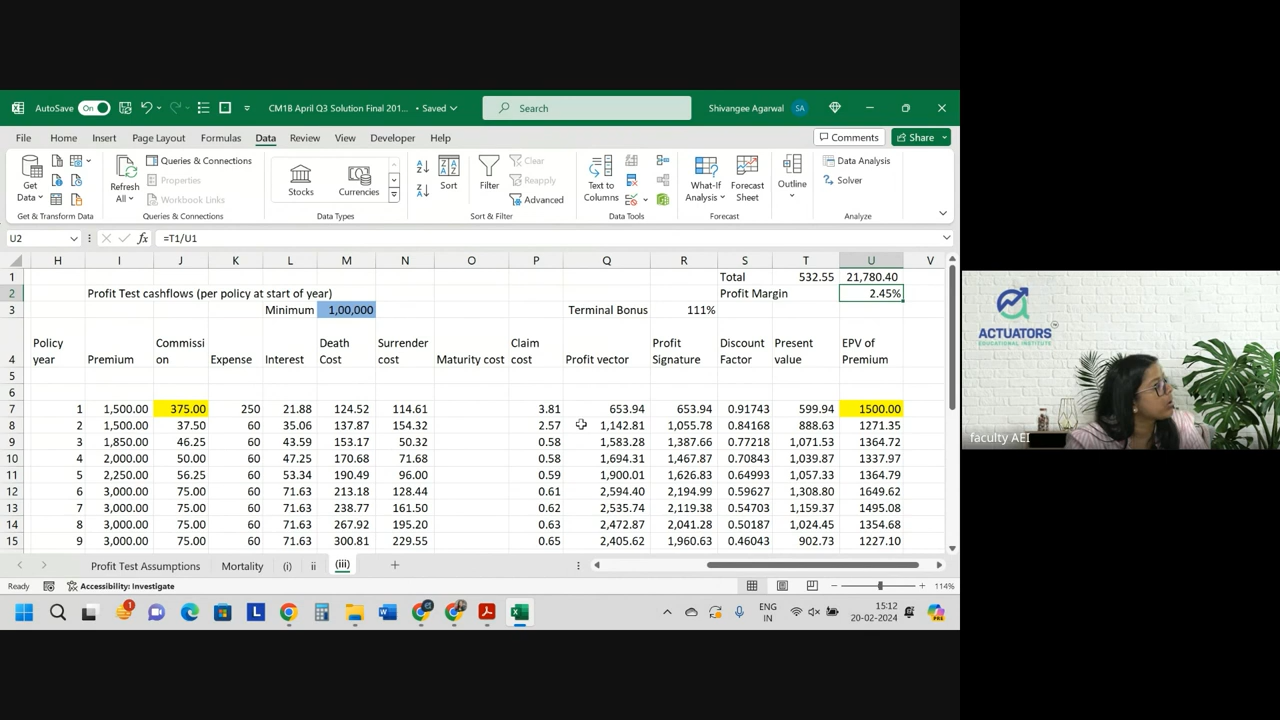 AutoSave On CM1B April Q3 Solution Final 201... • Saved Search Shivangee Agarwal SA
File Home Insert Page Layout Formulas Data Review View Developer Help Comments Share
Get Data Refresh All Queries & Connections Properties Workbook Links Stocks Currencies Sort Filter Clear Reapply Advanced Text to Columns What-If Analysis Forecast Sheet Outline Data Analysis Solver
Get & Transform Data Queries & Connections Data Types Sort & Filter Data Tools Forecast Analyze
U2 fx =T1/U1
H I J K L M N O P Q R S T U V
1 Total 532.55 21,780.40
2 Profit Test cashflows (per policy at start of year) Profit Margin 2.45%
3 Minimum 1,00,000 Terminal Bonus 111%
4 Policy year Premium Commissi on Expense Interest Death Cost Surrender cost Maturity cost Claim cost Profit vector Profit Signature Discount Factor Present value EPV of Premium
5
6
7 1 1,500.00 375.00 250 21.88 124.52 114.61 3.81 653.94 653.94 0.91743 599.94 1500.00
8 2 1,500.00 37.50 60 35.06 137.87 154.32 2.57 1,142.81 1,055.78 0.84168 888.63 1271.35
9 3 1,850.00 46.25 60 43.59 153.17 50.32 0.58 1,583.28 1,387.66 0.77218 1,071.53 1364.72
10 4 2,000.00 50.00 60 47.25 170.68 71.68 0.58 1,694.31 1,467.87 0.70843 1,039.87 1337.97
11 5 2,250.00 56.25 60 53.34 190.49 96.00 0.59 1,900.01 1,626.83 0.64993 1,057.33 1364.79
12 6 3,000.00 75.00 60 71.63 213.18 128.44 0.61 2,594.40 2,194.99 0.59627 1,308.80 1649.62
13 7 3,000.00 75.00 60 71.63 238.77 161.50 0.62 2,535.74 2,119.38 0.54703 1,159.37 1495.08
14 8 3,000.00 75.00 60 71.63 267.92 195.20 0.63 2,472.87 2,041.28 0.50187 1,024.45 1354.68
15 9 3,000.00 75.00 60 71.63 300.81 229.55 0.65 2,405.62 1,960.63 0.46043 902.73 1227.10
Profit Test Assumptions Mortality (i) ii (iii)
Ready Accessibility: Investigate 114%
ENG IN 15:12 20-02-2024
ACTUATORS
EDUCATIONAL INSTITUTE
faculty AEI